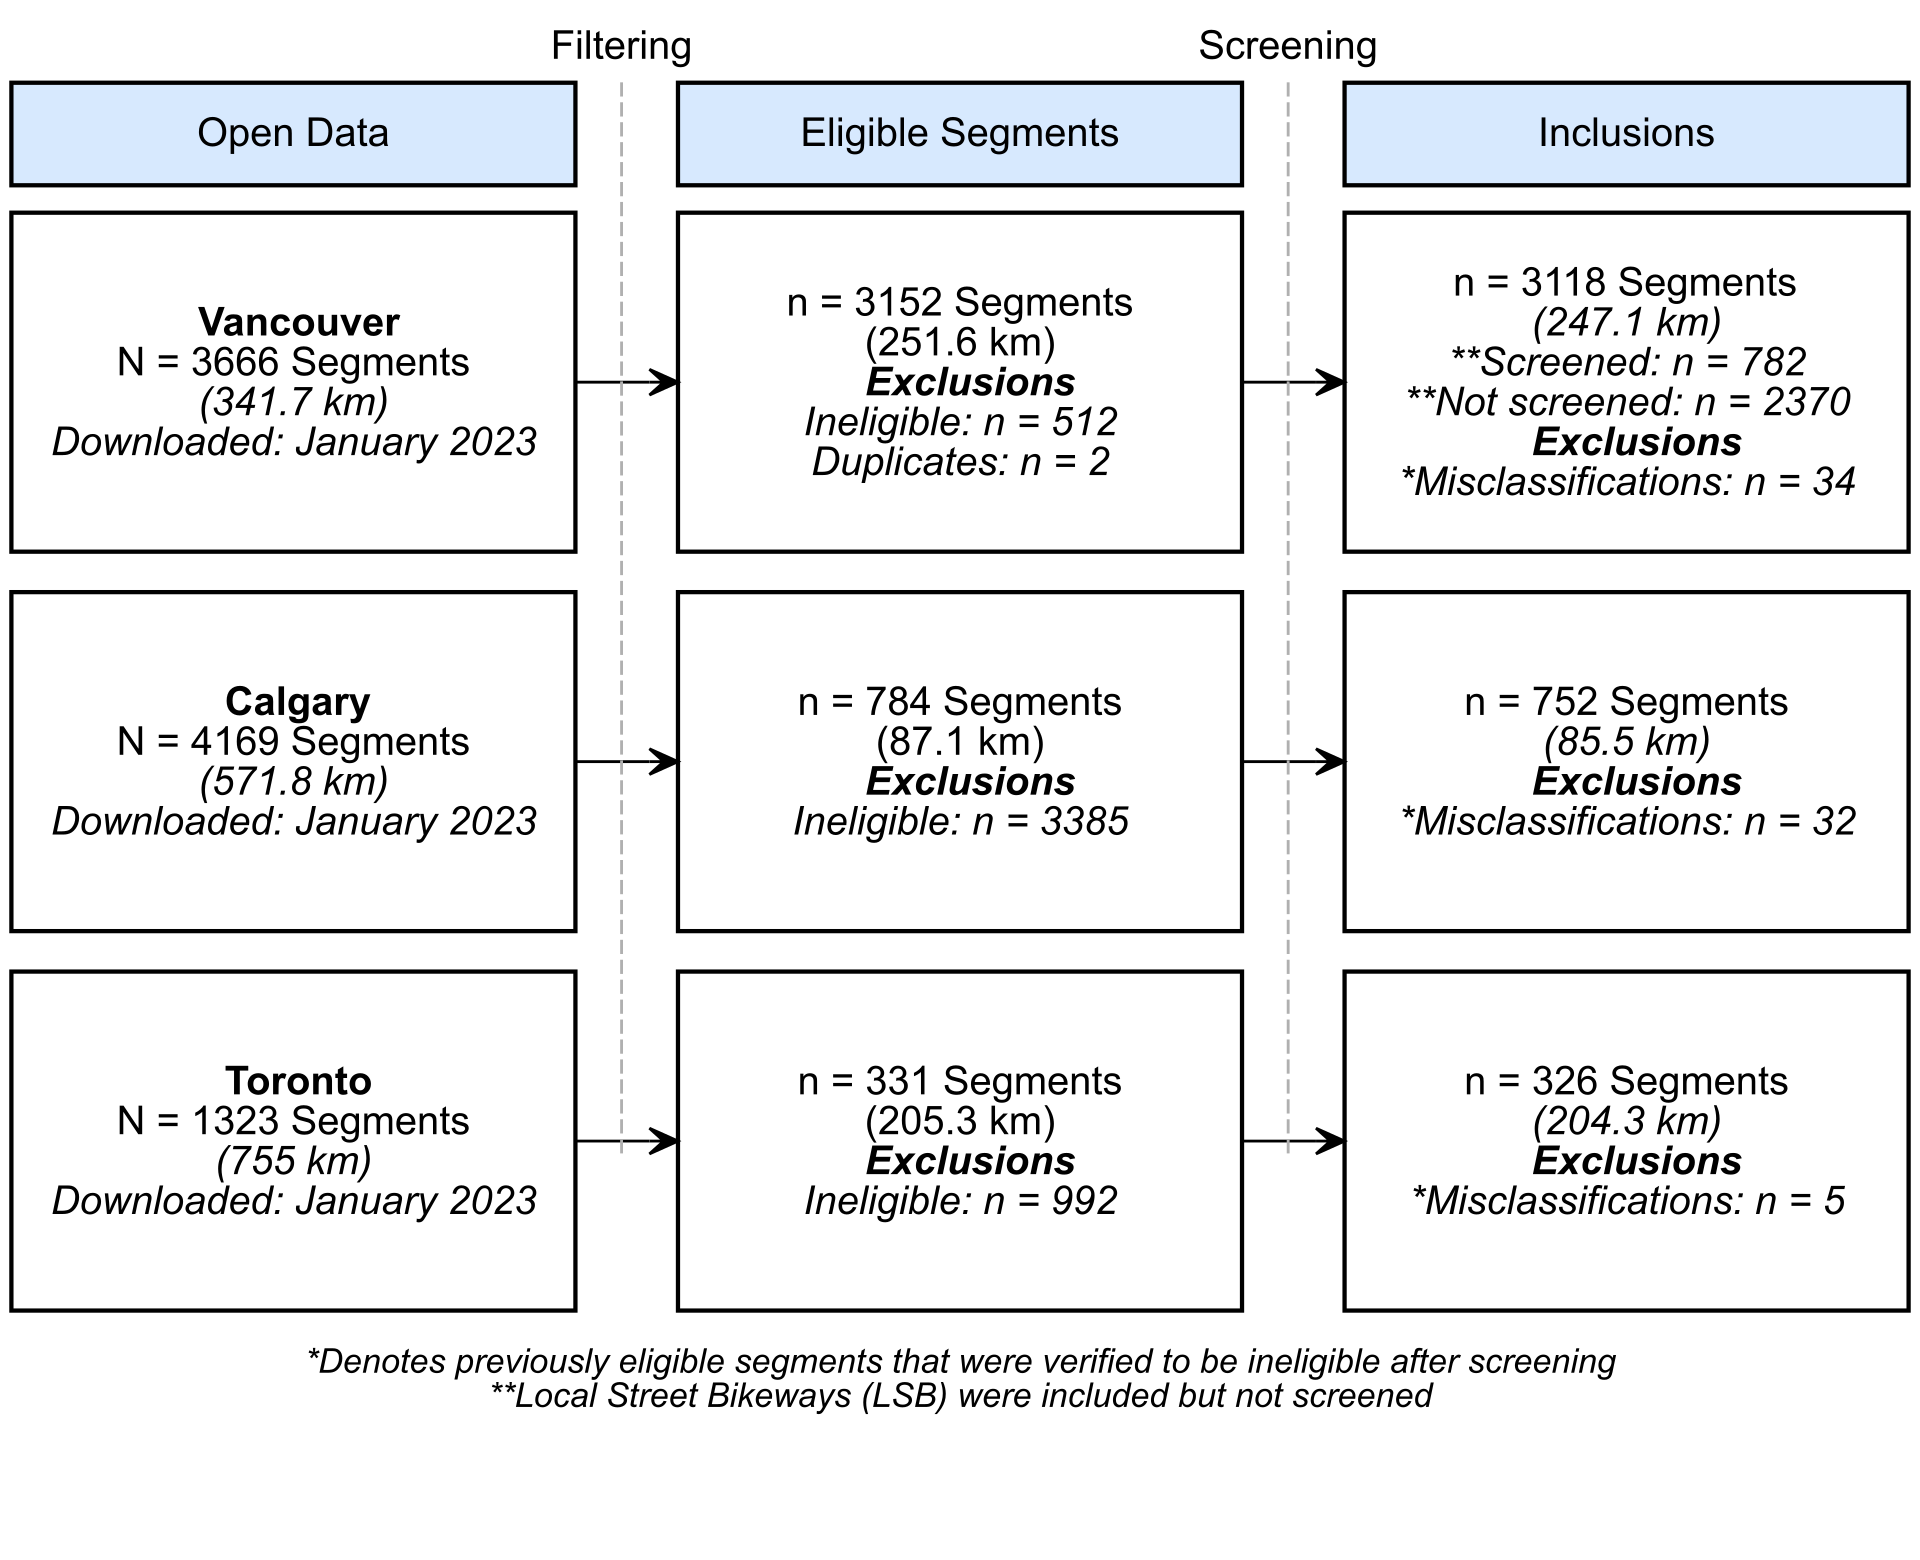 Filtering
Screening
Open Data
Eligible Segments
Inclusions
Vancouver
N = 3666 Segments
(341.7 km)
Downloaded: January 2023
n = 3152 Segments
(251.6 km)
Exclusions
Ineligible: n = 512
Duplicates: n = 2
n = 3118 Segments
(247.1 km)
**Screened: n = 782
**Not screened: n = 2370
Exclusions
*Misclassifications: n = 34
Calgary
N = 4169 Segments
(571.8 km)
Downloaded: January 2023
n = 784 Segments
(87.1 km)
Exclusions
Ineligible: n = 3385
n = 752 Segments
(85.5 km)
Exclusions
*Misclassifications: n = 32
Toronto
N = 1323 Segments
(755 km)
Downloaded: January 2023
n = 331 Segments
(205.3 km)
Exclusions
Ineligible: n = 992
n = 326 Segments
(204.3 km)
Exclusions
*Misclassifications: n = 5
*Denotes previously eligible segments that were verified to be ineligible after screening
**Local Street Bikeways (LSB) were included but not screened